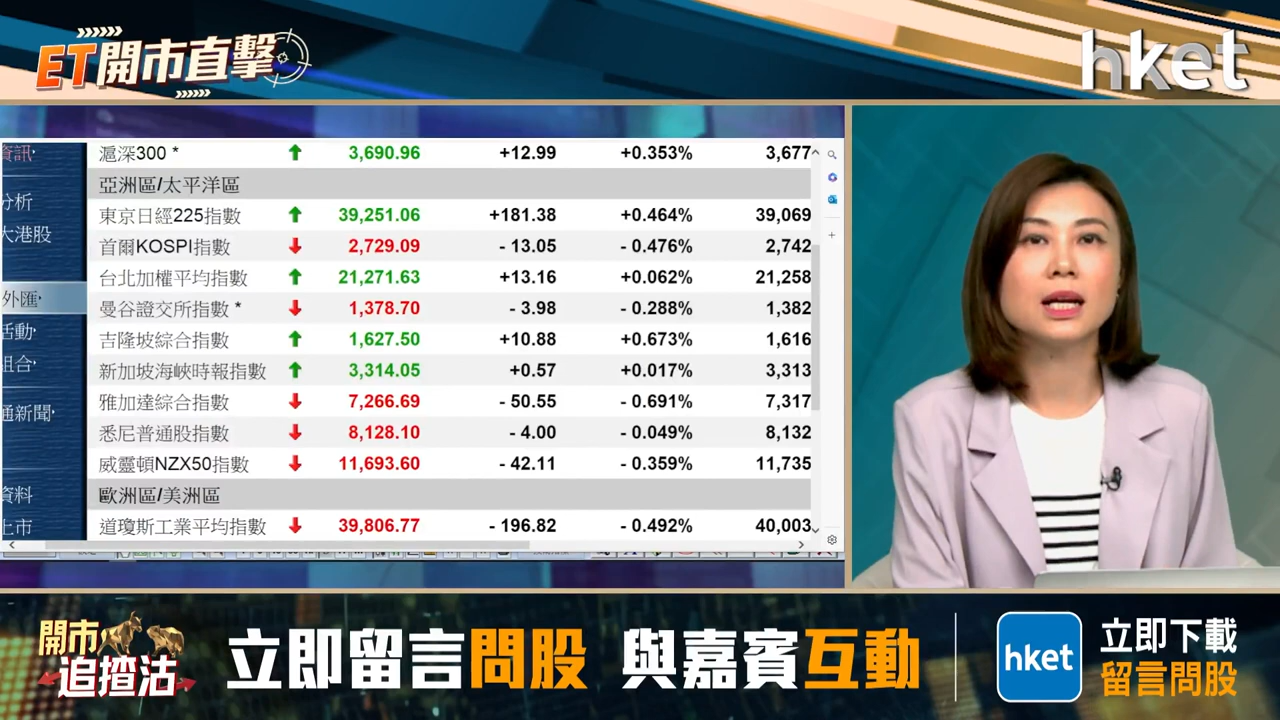 ET開市直擊
hket
資訊
滬深300 * 3,690.96 +12.99 +0.353% 3,677
亞洲區/太平洋區
分析
東京日經225指數 39,251.06 +181.38 +0.464% 39,069
大港股
首爾KOSPI指數 2,729.09 - 13.05 - 0.476% 2,742
台北加權平均指數 21,271.63 +13.16 +0.062% 21,258
外匯
曼谷證交所指數 * 1,378.70 - 3.98 - 0.288% 1,382
活動
吉隆坡綜合指數 1,627.50 +10.88 +0.673% 1,616
組合
新加坡海峽時報指數 3,314.05 +0.57 +0.017% 3,313
通新聞
雅加達綜合指數 7,266.69 - 50.55 - 0.691% 7,317
悉尼普通股指數 8,128.10 - 4.00 - 0.049% 8,132
威靈頓NZX50指數 11,693.60 - 42.11 - 0.359% 11,735
資料
歐洲區/美洲區
上市
道瓊斯工業平均指數 39,806.77 - 196.82 - 0.492% 40,003
開市
追揸沽
立即留言問股 與嘉賓互動
hket
立即下載
留言問股